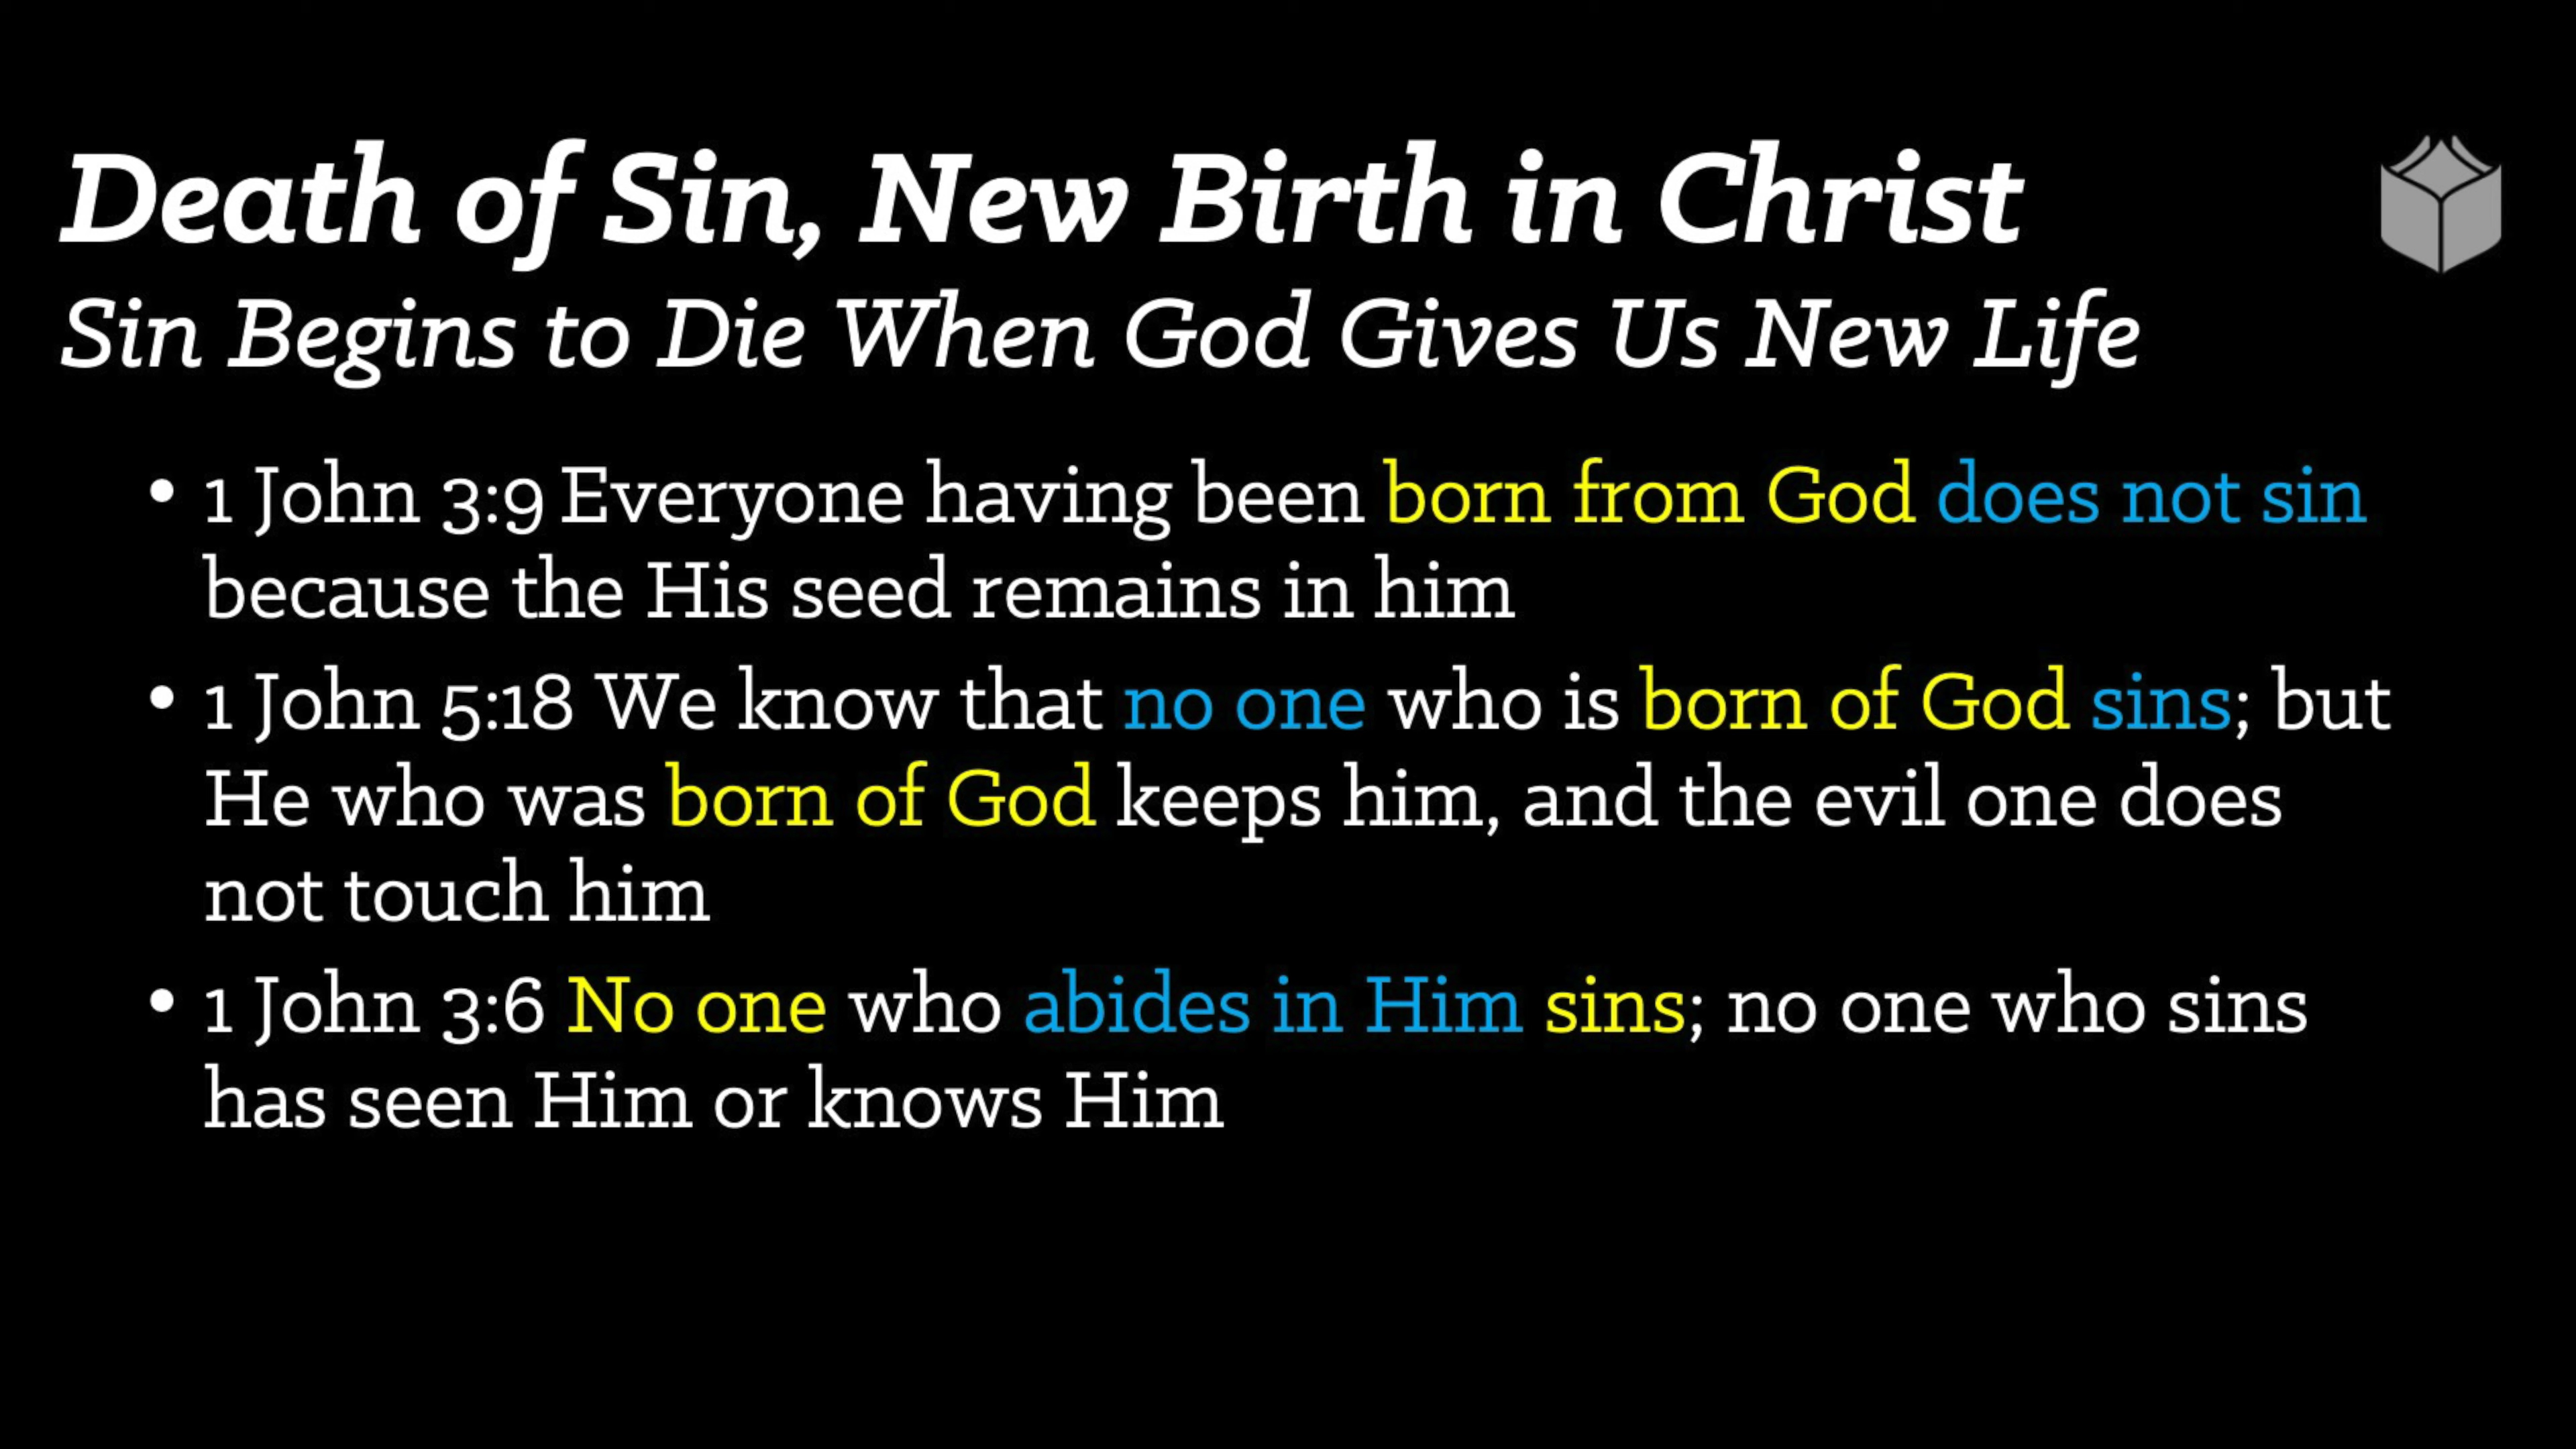 Death of Sin, New Birth in Christ
Sin Begins to Die When God Gives Us New Life
• 1 John 3:9 Everyone having been born from God does not sin
because the His seed remains in him
• 1 John 5:18 We know that no one who is born of God sins; but
He who was born of God keeps him, and the evil one does
not touch him
• 1 John 3:6 No one who abides in Him sins; no one who sins
has seen Him or knows Him